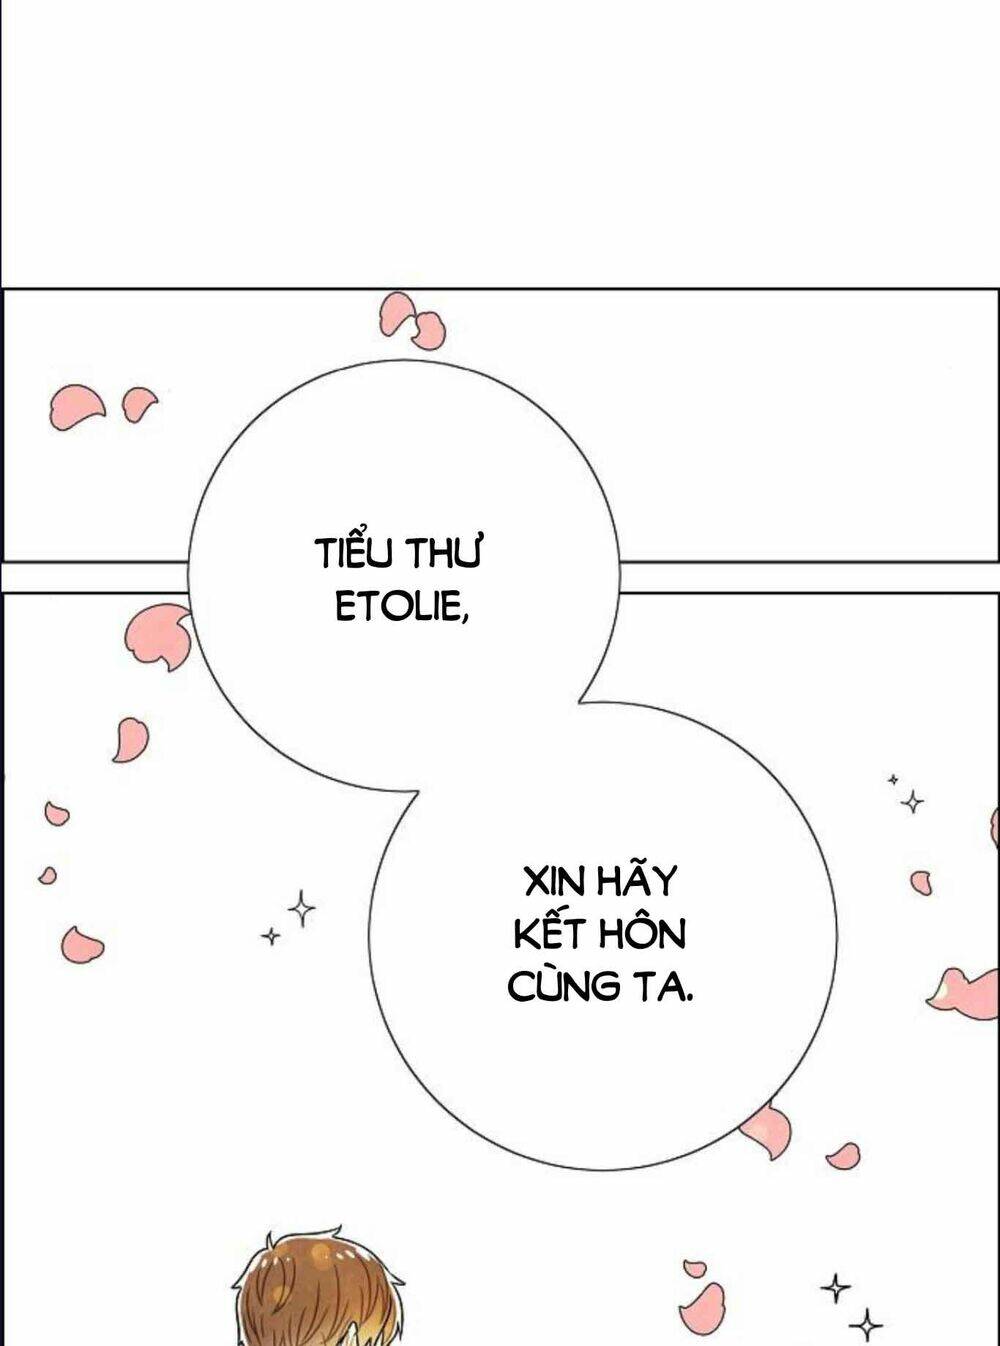 TIỂU THƯ
ETOLIE,
XIN HÃY
KẾT HÔN
CÙNG TA.